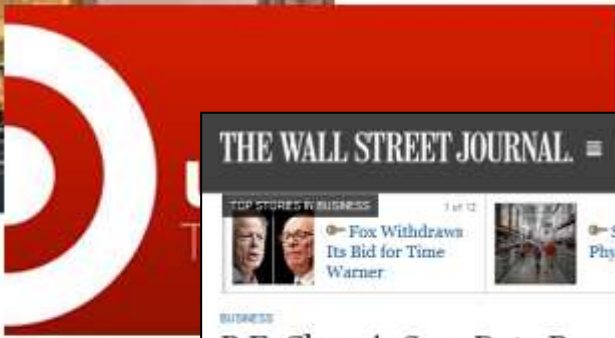 THE WALL STREET JOURNAL. ≡
TOP STORIES IN BUSINESS
1 of 12
Fox Withdraws
Its Bid for Time
Warner
BUSINESS